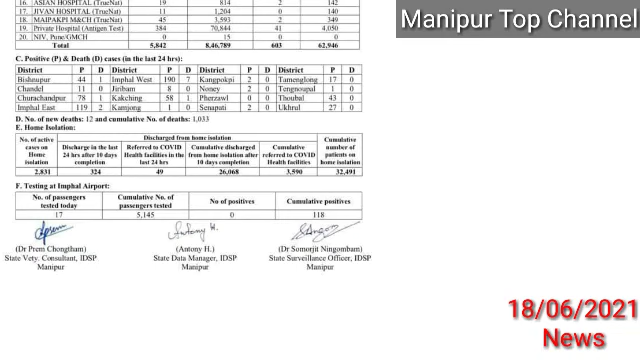 Manipur Top Channel
16. ASIAN HOSPITAL (TrueNat) 19 814 2 142
17. JIVAN HOSPITAL (TrueNat) 11 1,204 0 140
18. MAIPAKPI M&CH (TrueNat) 45 3,593 2 349
19. Private Hospital (Antigen Test) 384 70,844 41 4,050
20. NIV, Pune/GMCH 0 15 0 0
Total 5,842 8,46,789 603 62,946
C. Positive (P) & Death (D) cases (in the last 24 hrs):
District P D District P D District P D District P D
Bishnupur 44 1 Imphal West 190 7 Kangpokpi 2 0 Tamenglong 17 0
Chandel 11 0 Jiribam 8 0 Noney 2 0 Tengnoupal 1 0
Churachandpur 78 1 Kakching 58 1 Pherzawl 0 0 Thoubal 43 0
Imphal East 119 2 Kamjong 1 0 Senapati 2 0 Ukhrul 27 0
D. No. of new deaths: 12 and cumulative No. of deaths: 1,033
E. Home Isolation:
No. of active cases on Home isolation
Discharged from home isolation
Discharge in the last 24 hrs after 10 days completion
Referred to COVID Health facilities in the last 24 hrs
Cumulative discharged from home isolation after 10 days completion
Cumulative referred to COVID Health facilities
Cumulative number of patients on home isolation
2,831 324 49 26,068 3,590 32,491
F. Testing at Imphal Airport:
No. of passengers tested today
Cumulative No. of passengers tested
No of positives
Cumulative positives
17 5,145 0 118
Prem
Antony H.
(Dr Prem Chongtham) (Antony H.) (Dr Somorjit Ningombam)
State Vety. Consultant, IDSP State Data Manager, IDSP State Surveillance Officer, IDSP
Manipur Manipur Manipur
18/06/2021
News